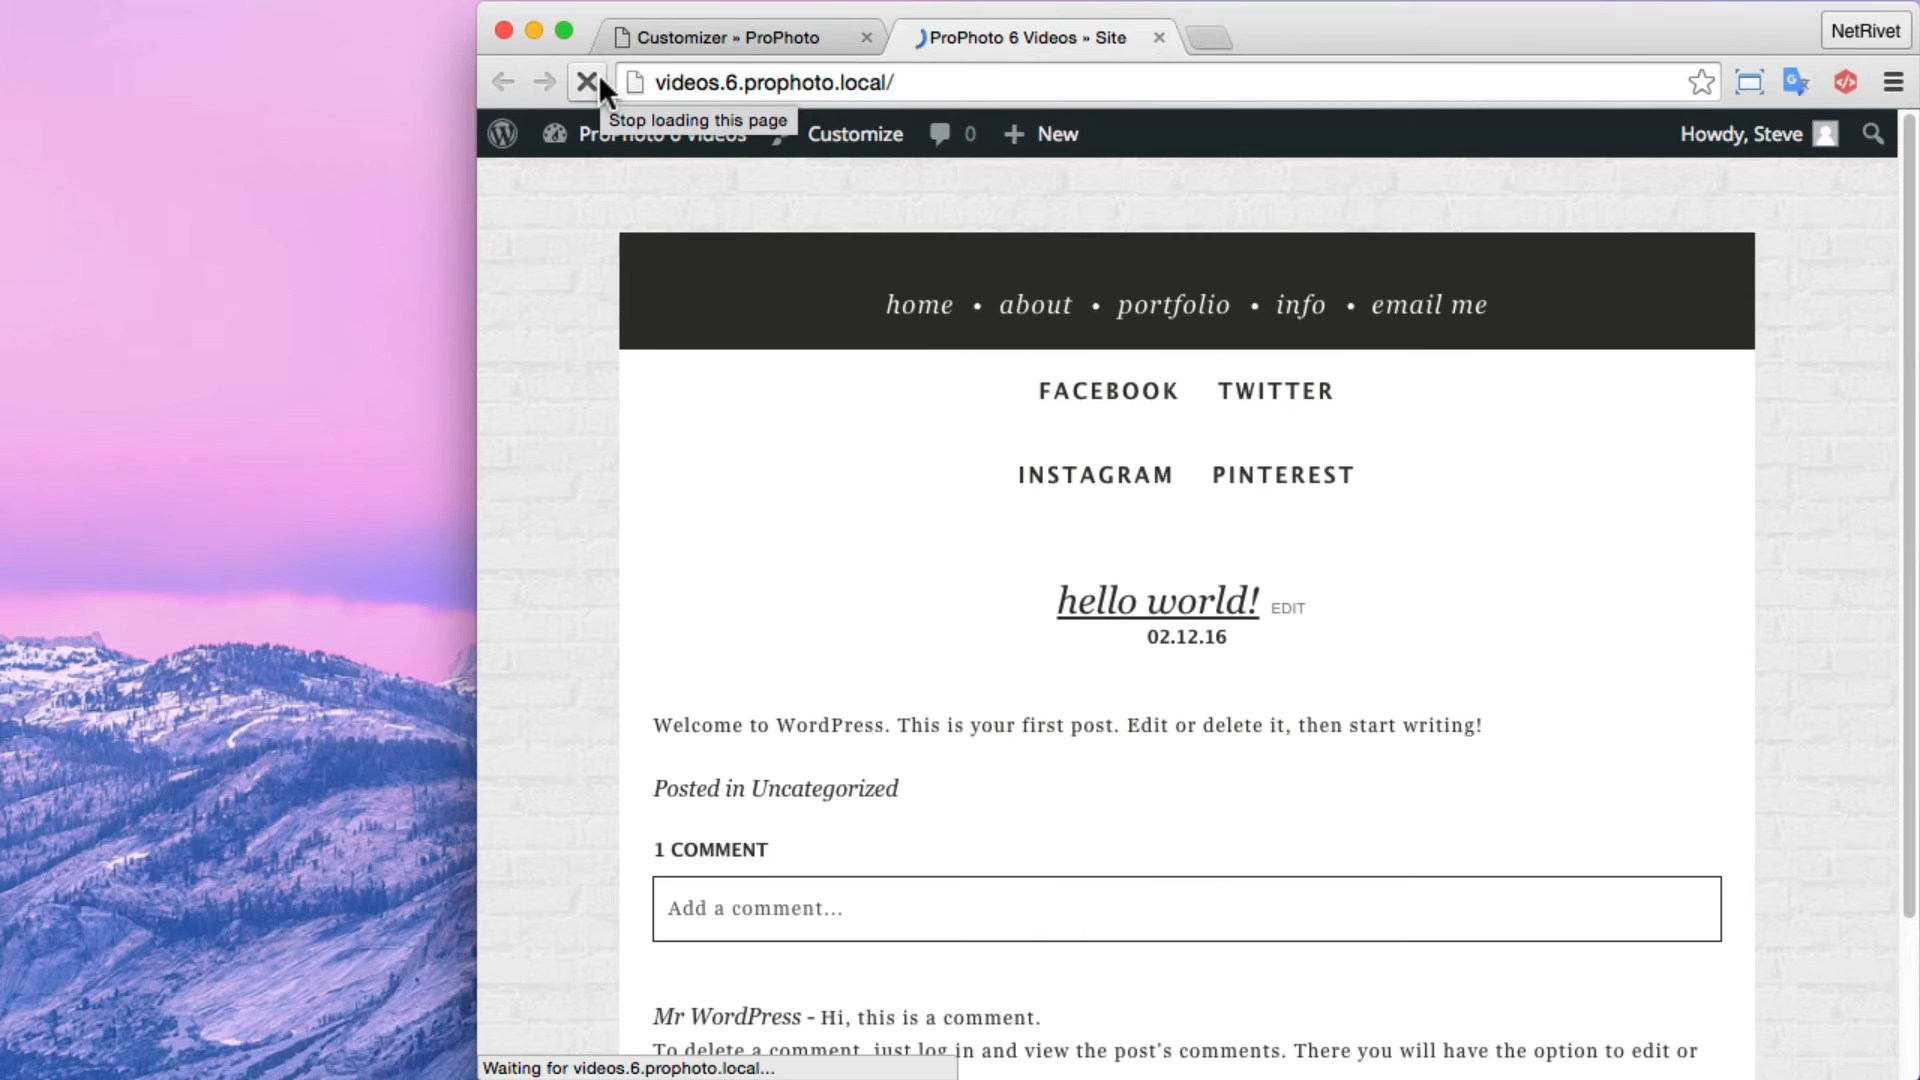 Customizer » ProPhoto
ProPhoto 6 Videos » Site
NetRivet
videos.6.prophoto.local/
Stop loading this page
ProPhoto 6 Videos
Customize
0
New
Howdy, Steve
home • about • portfolio • info • email me
FACEBOOK TWITTER
INSTAGRAM PINTEREST
hello world! EDIT
02.12.16
Welcome to WordPress. This is your first post. Edit or delete it, then start writing!
Posted in Uncategorized
1 COMMENT
Add a comment...
Mr WordPress - Hi, this is a comment.
To delete a comment, just log in and view the post's comments. There you will have the option to edit or
Waiting for videos.6.prophoto.local...